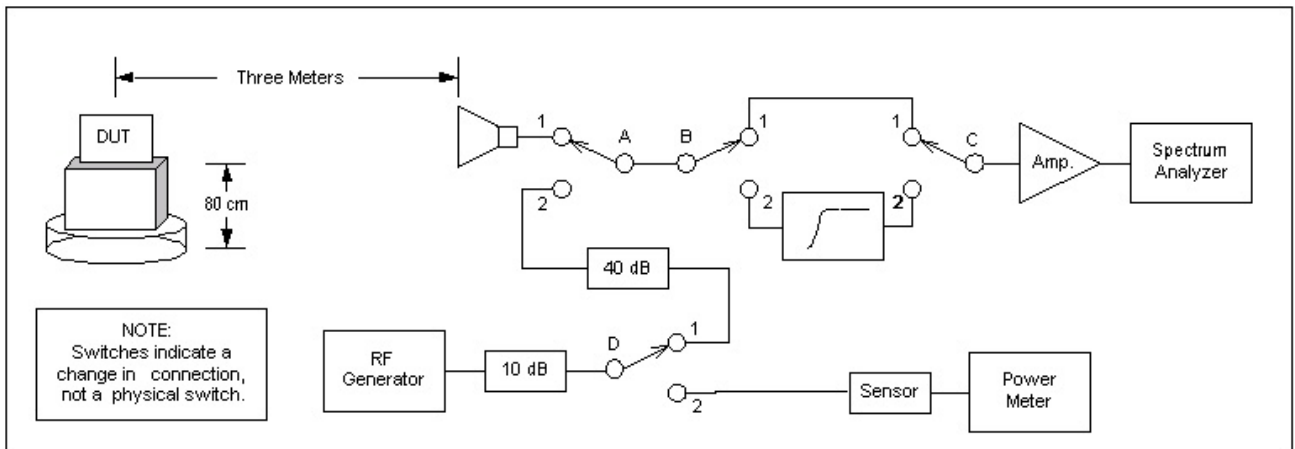 Three Meters
DUT
80 cm
1
A
B
1
1
C
Amp.
Spectrum
Analyzer
2
2
2
40 dB
NOTE:
Switches indicate a
change in connection,
not a physical switch.
RF
Generator
10 dB
D
1
2
Sensor
Power
Meter